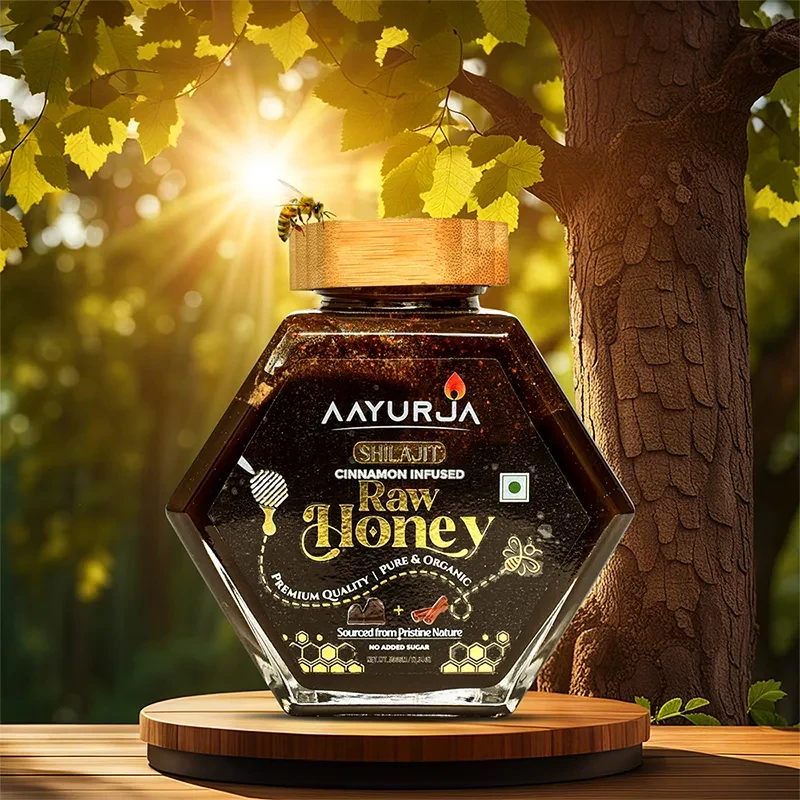 AAYURJA
SHILAJIT
CINNAMON INFUSED
Raw
Honey
PREMIUM QUALITY | PURE & ORGANIC
+
Sourced from Pristine Nature
NO ADDED SUGAR